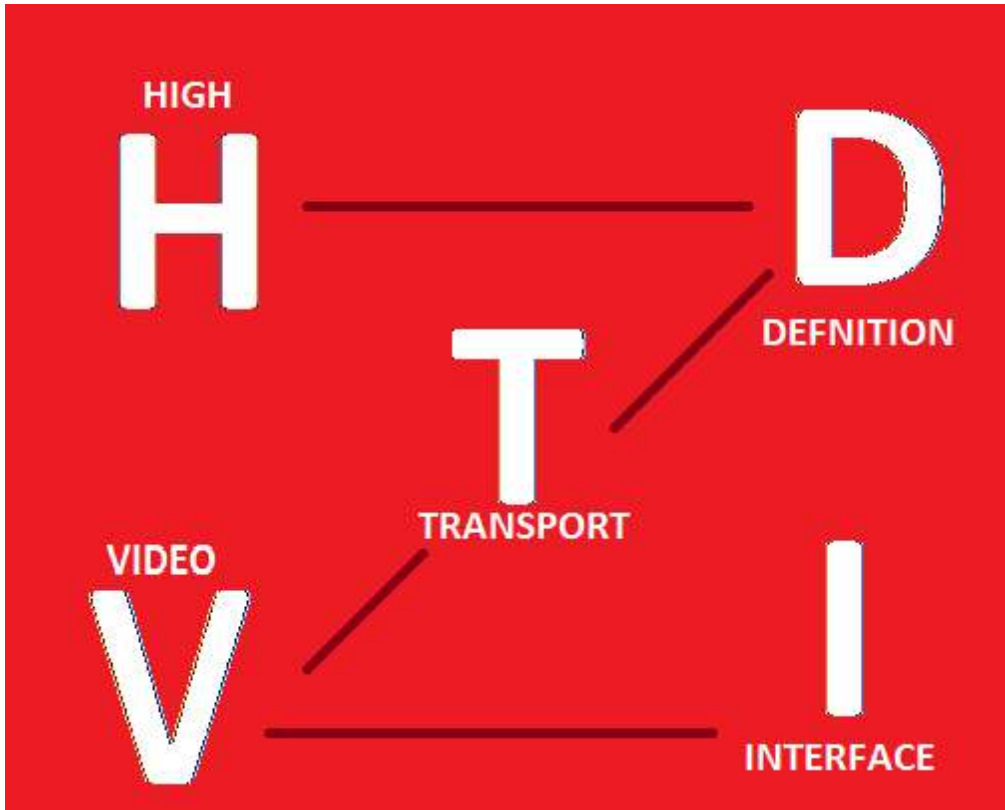 HIGH
H
D
DEFNITION
T
TRANSPORT
VIDEO
V
I
INTERFACE